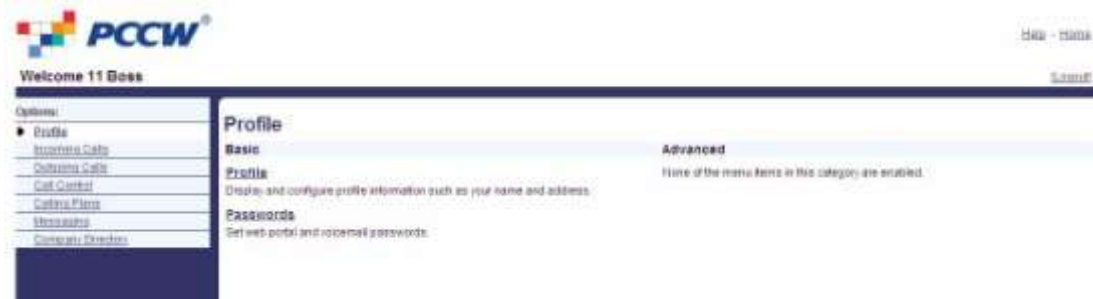 PCCW®
Help - Home
Welcome 11 Boss
[Logout]
Options:
Profile
Incoming Calls
Outgoing Calls
Call Control
Calling Plans
Messaging
Company Directory
Profile
Basic
Profile
Display and configure profile information such as your name and address.
Passwords
Set web portal and voicemail passwords.
Advanced
None of the menu items in this category are enabled.